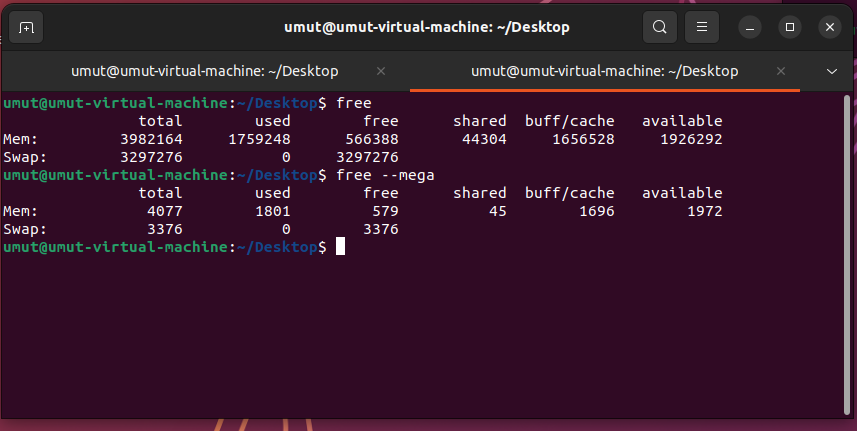 umut@umut-virtual-machine: ~/Desktop
umut@umut-virtual-machine: ~/Desktop × umut@umut-virtual-machine: ~/Desktop ×
umut@umut-virtual-machine:~/Desktop$ free
total used free shared buff/cache available
Mem: 3982164 1759248 566388 44304 1656528 1926292
Swap: 3297276 0 3297276
umut@umut-virtual-machine:~/Desktop$ free --mega
total used free shared buff/cache available
Mem: 4077 1801 579 45 1696 1972
Swap: 3376 0 3376
umut@umut-virtual-machine:~/Desktop$